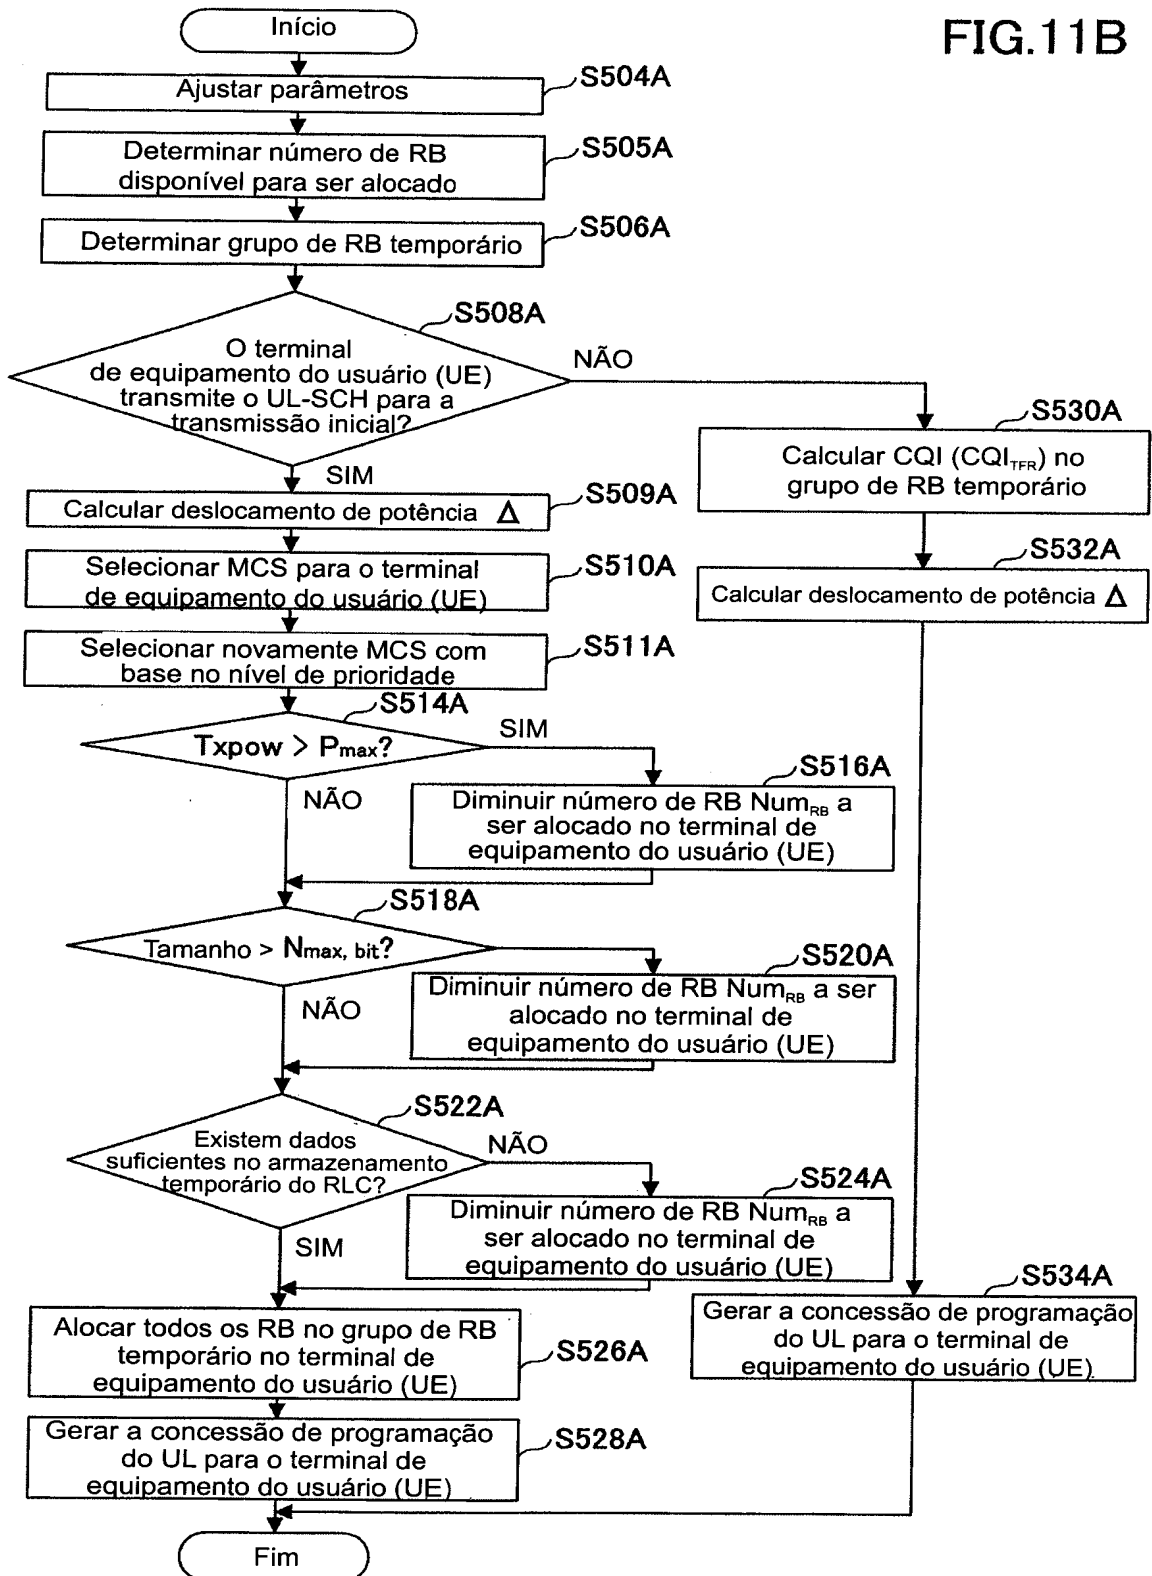 FIG.11B
Início
S504A
Ajustar parâmetros
S505A
Determinar número de RB
disponível para ser alocado
S506A
Determinar grupo de RB temporário
S508A
O terminal
de equipamento do usuário (UE)
transmite o UL-SCH para a
transmissão inicial?
NÃO
SIM
S530A
Calcular CQI (CQITFR) no
grupo de RB temporário
S509A
Calcular deslocamento de potência Δ
S532A
Calcular deslocamento de potência Δ
S510A
Selecionar MCS para o terminal
de equipamento do usuário (UE)
S511A
Selecionar novamente MCS com
base no nível de prioridade
S514A
Txpow > Pmax?
SIM
NÃO
S516A
Diminuir número de RB NumRB a
ser alocado no terminal de
equipamento do usuário (UE)
S518A
Tamanho > Nmax, bit?
NÃO
S520A
Diminuir número de RB NumRB a ser
alocado no terminal de
equipamento do usuário (UE)
S522A
Existem dados
suficientes no armazenamento
temporário do RLC?
NÃO
SIM
S524A
Diminuir número de RB NumRB a
ser alocado no terminal de
equipamento do usuário (UE)
S526A
Alocar todos os RB no grupo de RB
temporário no terminal de
equipamento do usuário (UE)
S534A
Gerar a concessão de programação
do UL para o terminal de
equipamento do usuário (UE)
S528A
Gerar a concessão de programação
do UL para o terminal de
equipamento do usuário (UE)
Fim